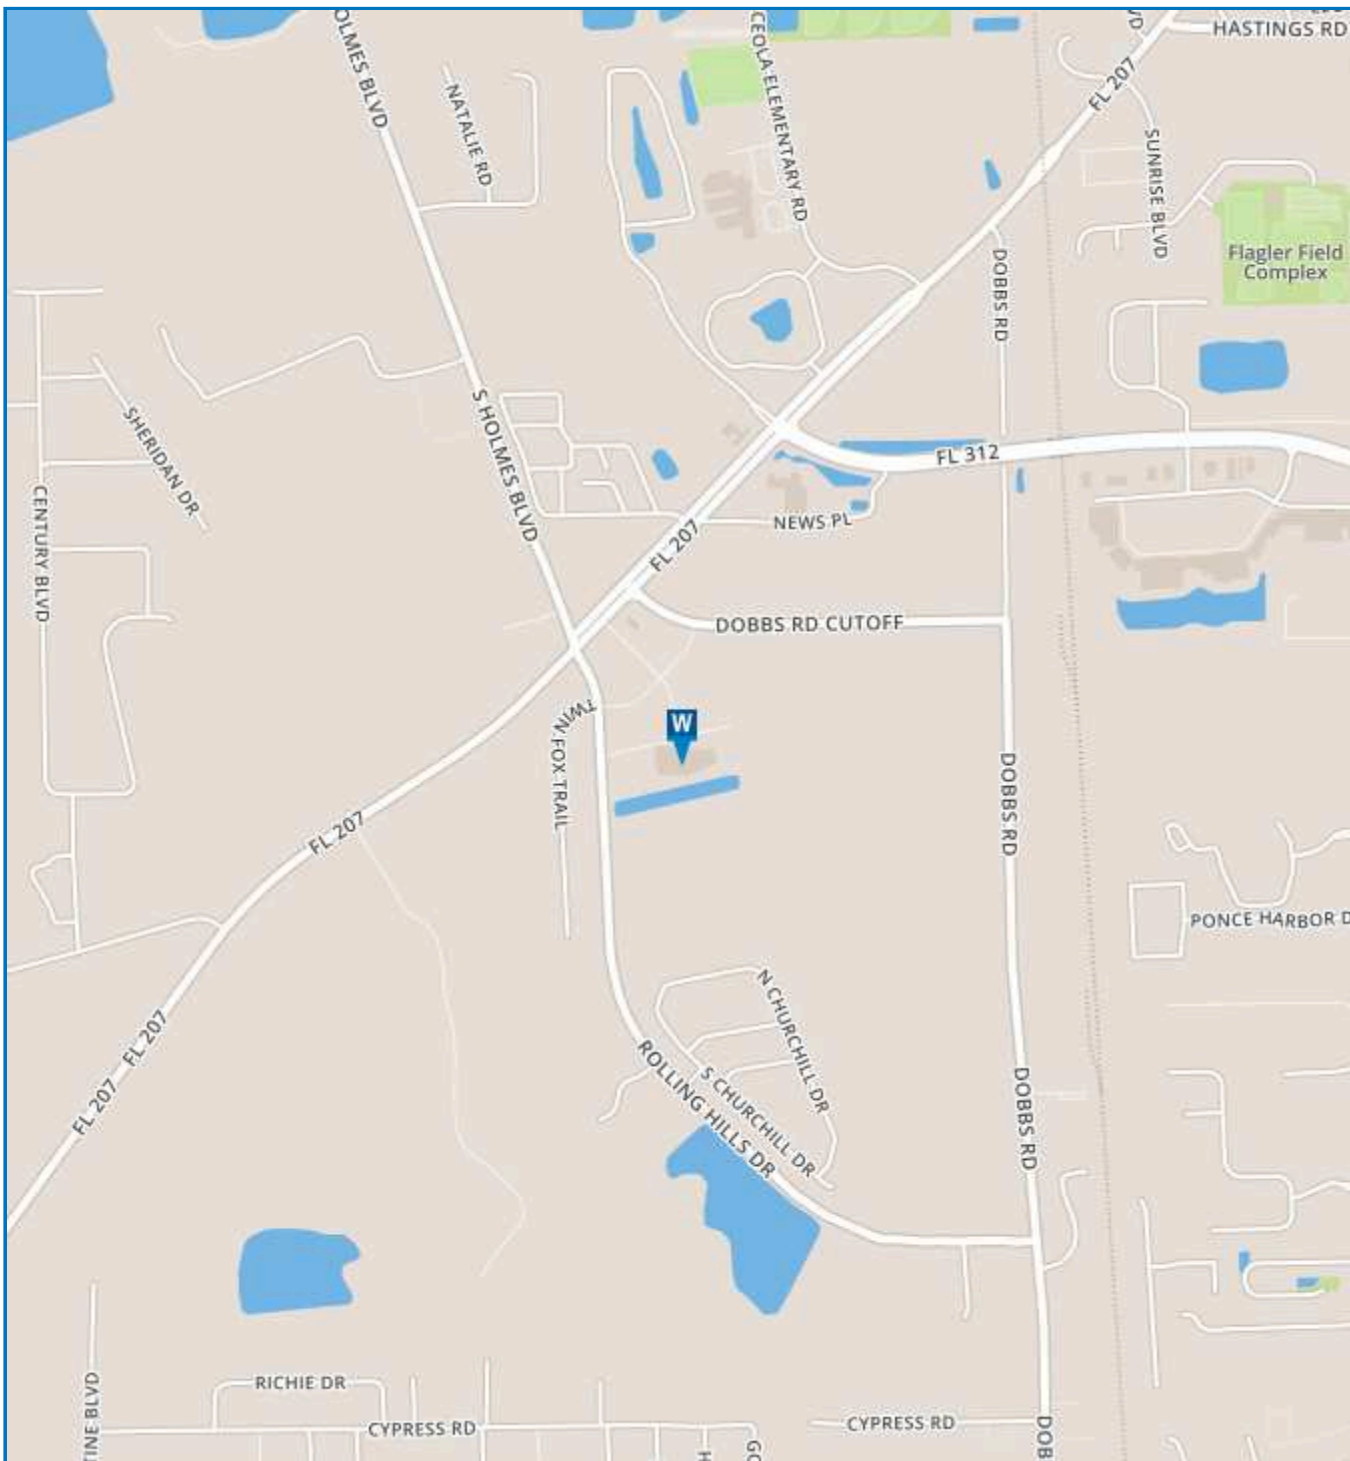 HASTINGS RD
OLMES BLVD
CEOLA ELEMENTARY RD
VD
FL 207
NATALIE RD
SUNRISE BLVD
Flagler Field
Complex
DOBBS RD
SHERIDAN DR
S HOLMES BLVD
FL 312
CENTURY BLVD
NEWS PL
FL 207
DOBBS RD CUTOFF
W
TWIN FOX TRAIL
DOBBS RD
FL 207
PONCE HARBOR D
N CHURCHILL DR
FL 207
ROLLING HILLS DR
S CHURCHILL DR
FL 207
DOBBS RD
RICHIE DR
TINE BLVD
CYPRESS RD
CYPRESS RD
DOB
GO
H